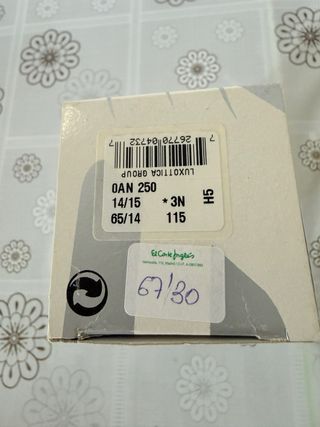 7 26770 04732 7
LUXOTTICA GROUP
0AN 250
14/15 * 3N
65/14 115
H5
El Corte Inglés
67'30